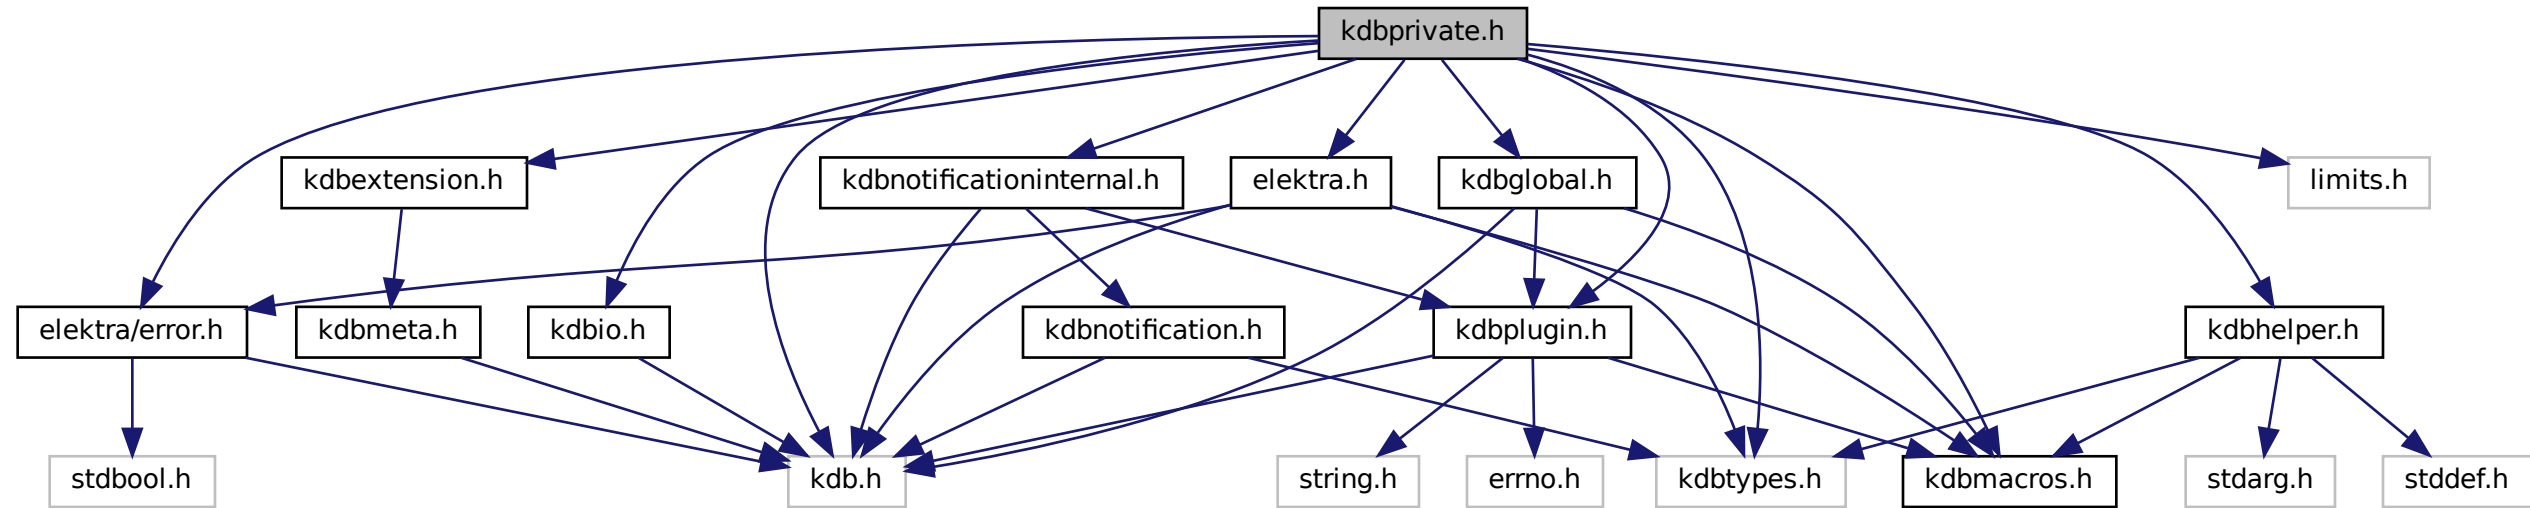 kdbprivate.h
kdbextension.h
kdbnotificationinternal.h
elektra.h
kdbglobal.h
limits.h
elektra/error.h
kdbmeta.h
kdbio.h
kdbnotification.h
kdbplugin.h
kdbhelper.h
stdbool.h
kdb.h
string.h
errno.h
kdbtypes.h
kdbmacros.h
stdarg.h
stddef.h